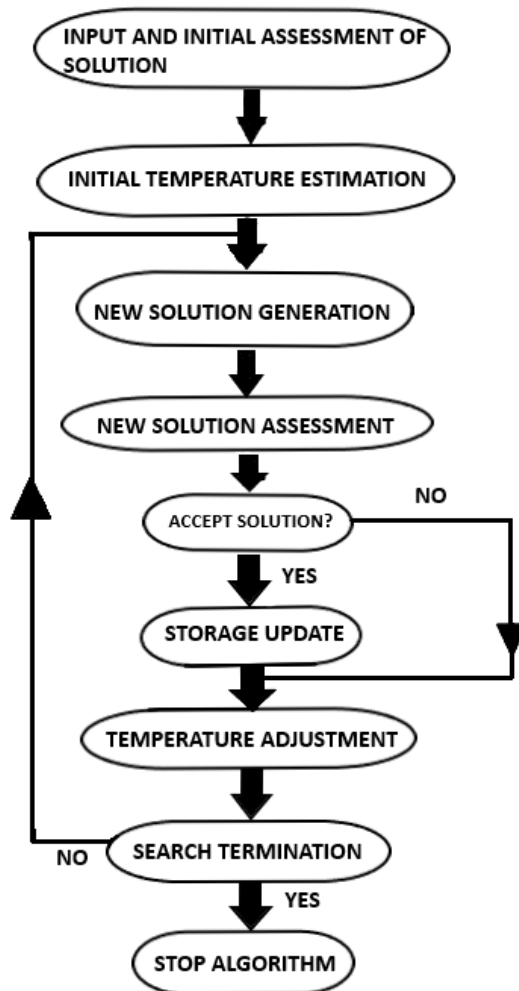 INPUT AND INITIAL ASSESSMENT OF
SOLUTION
INITIAL TEMPERATURE ESTIMATION
NEW SOLUTION GENERATION
NEW SOLUTION ASSESSMENT
ACCEPT SOLUTION?
NO
YES
STORAGE UPDATE
TEMPERATURE ADJUSTMENT
SEARCH TERMINATION
NO
YES
STOP ALGORITHM